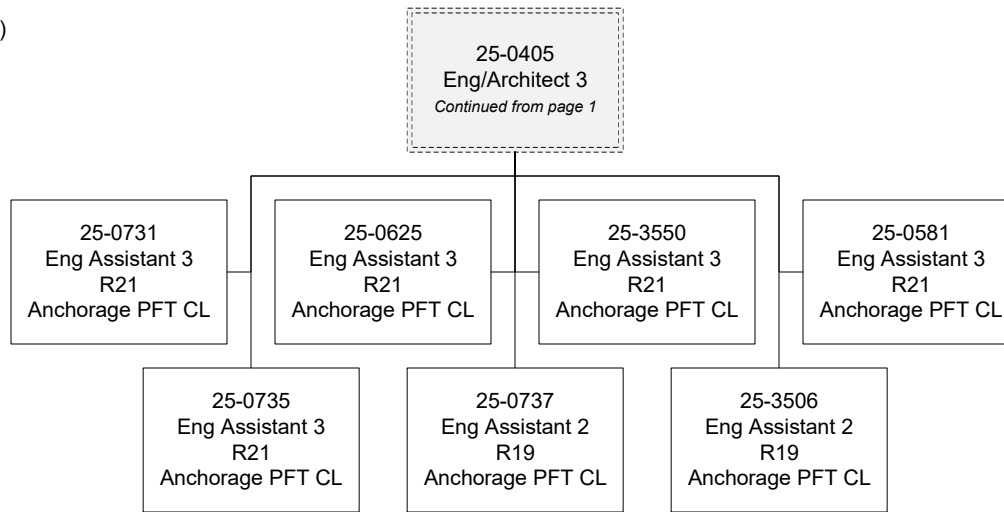 )
25-0405
Eng/Architect 3
Continued from page 1
25-0731
Eng Assistant 3
R21
Anchorage PFT CL
25-0625
Eng Assistant 3
R21
Anchorage PFT CL
25-3550
Eng Assistant 3
R21
Anchorage PFT CL
25-0581
Eng Assistant 3
R21
Anchorage PFT CL
25-0735
Eng Assistant 3
R21
Anchorage PFT CL
25-0737
Eng Assistant 2
R19
Anchorage PFT CL
25-3506
Eng Assistant 2
R19
Anchorage PFT CL